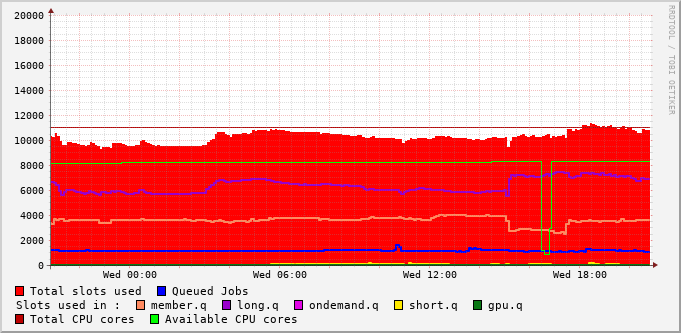 20000
18000
16000
14000
12000
10000
8000
6000
4000
2000
0
Wed 00:00 Wed 06:00 Wed 12:00 Wed 18:00
RRDTOOL / TOBI OETIKER
Total slots used Queued Jobs
Slots used in : member.q long.q ondemand.q short.q gpu.q
Total CPU cores Available CPU cores